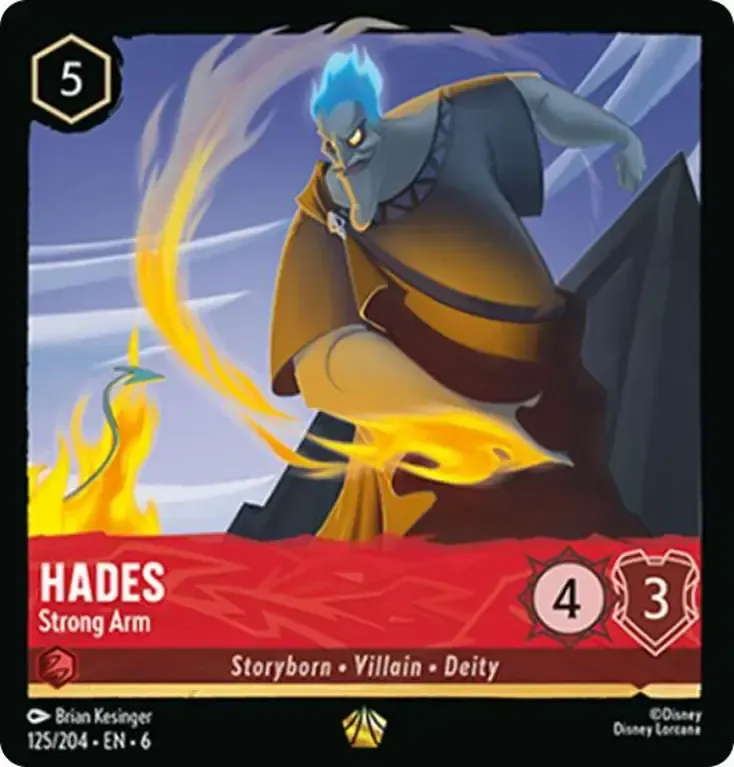 5
HADES
Strong Arm
4
3
Storyborn • Villain • Deity
Brian Kesinger
125/204 • EN • 6
©Disney
Disney Lorcana